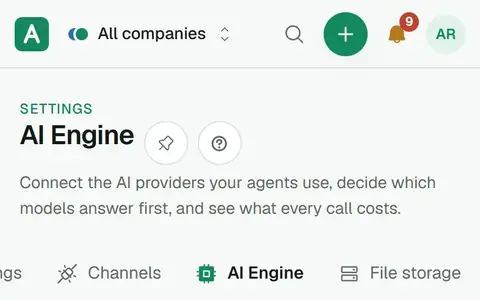 A
All companies
9
AR
SETTINGS
AI Engine
Connect the AI providers your agents use, decide which
models answer first, and see what every call costs.
ngs
Channels
AI Engine
File storage